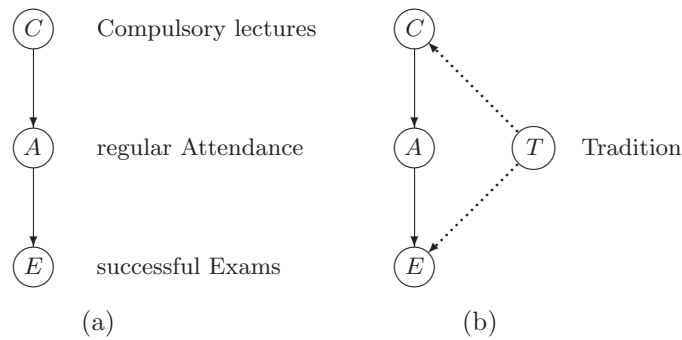 C Compulsory lectures C
A regular Attendance A T Tradition
E successful Exams E
(a) (b)